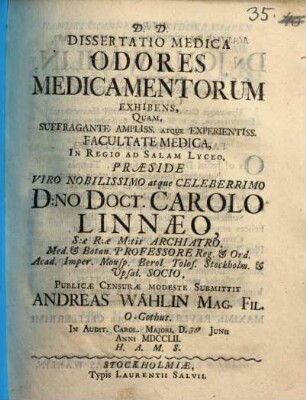 35.
D. D.
DISSERTATIO MEDICA
ODORES
MEDICAMENTORUM
EXHIBENS,
QUAM,
SUFFRAGANTE AMPLISS. ATQUE EXPERIENTISS.
FACULTATE MEDICA,
IN REGIO AD SALAM LYCEO,
PRÆSIDE
VIRO NOBILISSIMO atque CELEBERRIMO
D:NO DOCT. CAROLO
LINNÆO,
S:æ R:æ M:tis ARCHIATRO,
Med. & Botan. PROFESSORE Reg. & Ord.
Acad. Imper. Monsp. Berol. Tolos. Stockholm. &
Upsal. SOCIO,
PUBLICÆ CENSURÆ MODESTE SUBMITTIT
ANDREAS WÅHLIN MAG. FIL.
O-Gothus.
IN AUDIT. CAROL. MAJORI, D. 30 JUNII
ANNI MDCCLII.
H. A. M. S.
STOCKHOLMIÆ,
Typis LAURENTII SALVII.